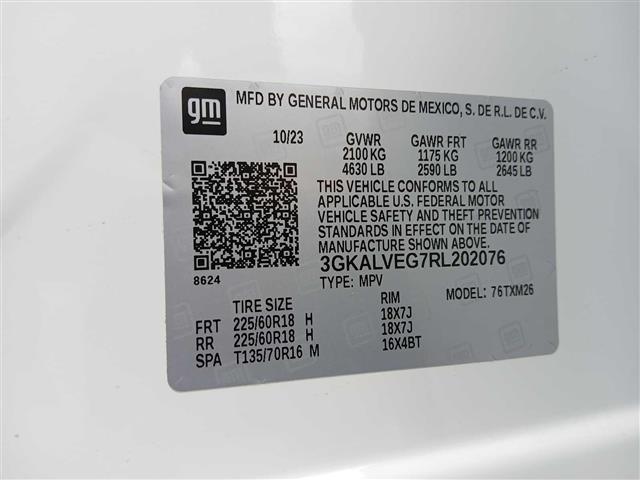 gm
MFD BY GENERAL MOTORS DE MEXICO, S. DE R.L. DE C.V.
10/23 GVWR GAWR FRT GAWR RR
2100 KG 1175 KG 1200 KG
4630 LB 2590 LB 2645 LB
THIS VEHICLE CONFORMS TO ALL
APPLICABLE U.S. FEDERAL MOTOR
VEHICLE SAFETY AND THEFT PREVENTION
STANDARDS IN EFFECT ON THE DATE OF
MANUFACTURE SHOWN ABOVE.
3GKALVEG7RL202076
8624
TYPE: MPV MODEL: 76TXM26
TIRE SIZE RIM
FRT 225/60R18 H 18X7J
RR 225/60R18 H 18X7J
SPA T135/70R16 M 16X4BT